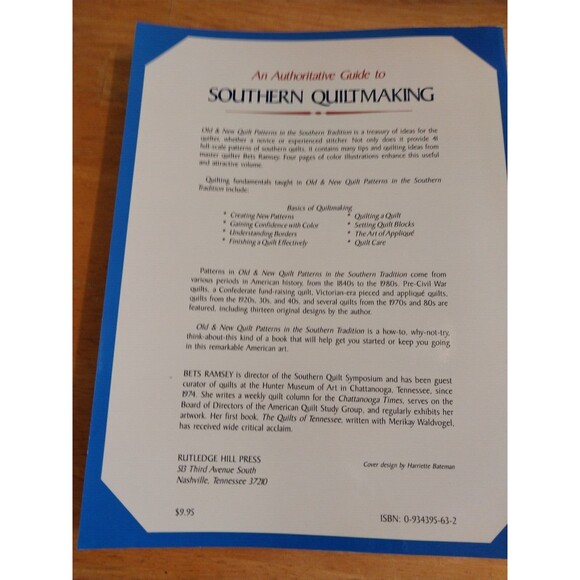 An Authoritative Guide to
SOUTHERN QUILTMAKING
Old & New Quilt Patterns in the Southern Tradition is a treasury of ideas for the
quilter, whether a novice or experienced stitcher. Not only does it provide 41
full-scale patterns of southern quilts, it contains many tips and quilting ideas from
master quilter Bets Ramsey. Four pages of color illustrations enhance this useful
and attractive volume.
Quilting fundamentals taught in Old & New Quilt Patterns in the Southern
Tradition include:
Basics of Quiltmaking
* Creating New Patterns
* Gaining Confidence with Color
* Understanding Borders
* Finishing a Quilt Effectively
* Quilting a Quilt
* Setting Quilt Blocks
* The Art of Appliqué
* Quilt Care
Patterns in Old & New Quilt Patterns in the Southern Tradition come from
various periods in American history, from the 1840s to the 1980s. Pre-Civil War
quilts, a Confederate fund-raising quilt, Victorian-era pieced and appliqué quilts,
quilts from the 1920s, 30s, and 40s, and several quilts from the 1970s and 80s are
featured, including thirteen original designs by the author.
Old & New Quilt Patterns in the Southern Tradition is a how-to, why-not-try,
think-about-this kind of a book that will help get you started or keep you going
in this remarkable American art.
BETS RAMSEY is director of the Southern Quilt Symposium and has been guest
curator of quilts at the Hunter Museum of Art in Chattanooga, Tennessee, since
1974. She writes a weekly quilt column for the Chattanooga Times, serves on the
Board of Directors of the American Quilt Study Group, and regularly exhibits her
artwork. Her first book, The Quilts of Tennessee, written with Merikay Waldvogel,
has received wide critical acclaim.
RUTLEDGE HILL PRESS
513 Third Avenue South
Nashville, Tennessee 37210
Cover design by Harriette Bateman
$9.95
ISBN: 0-934395-63-2